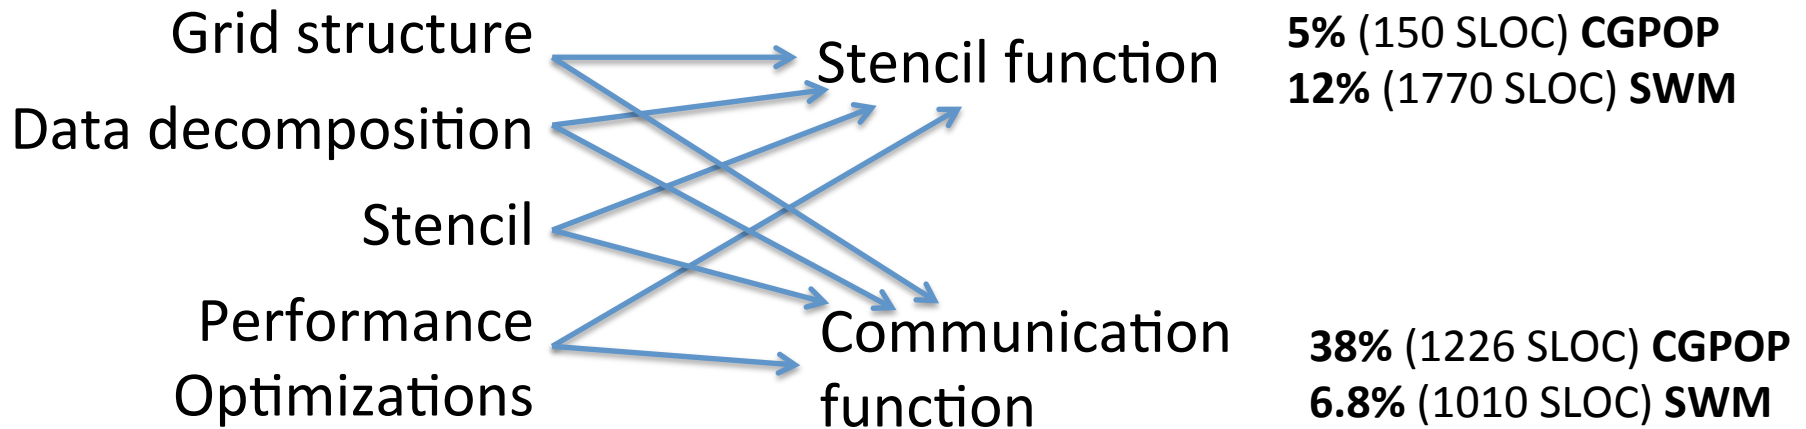 Grid structure
Data decomposition
Stencil
Performance
Optimizations
Stencil function
Communication
function
5% (150 SLOC) CGPOP
12% (1770 SLOC) SWM
38% (1226 SLOC) CGPOP
6.8% (1010 SLOC) SWM